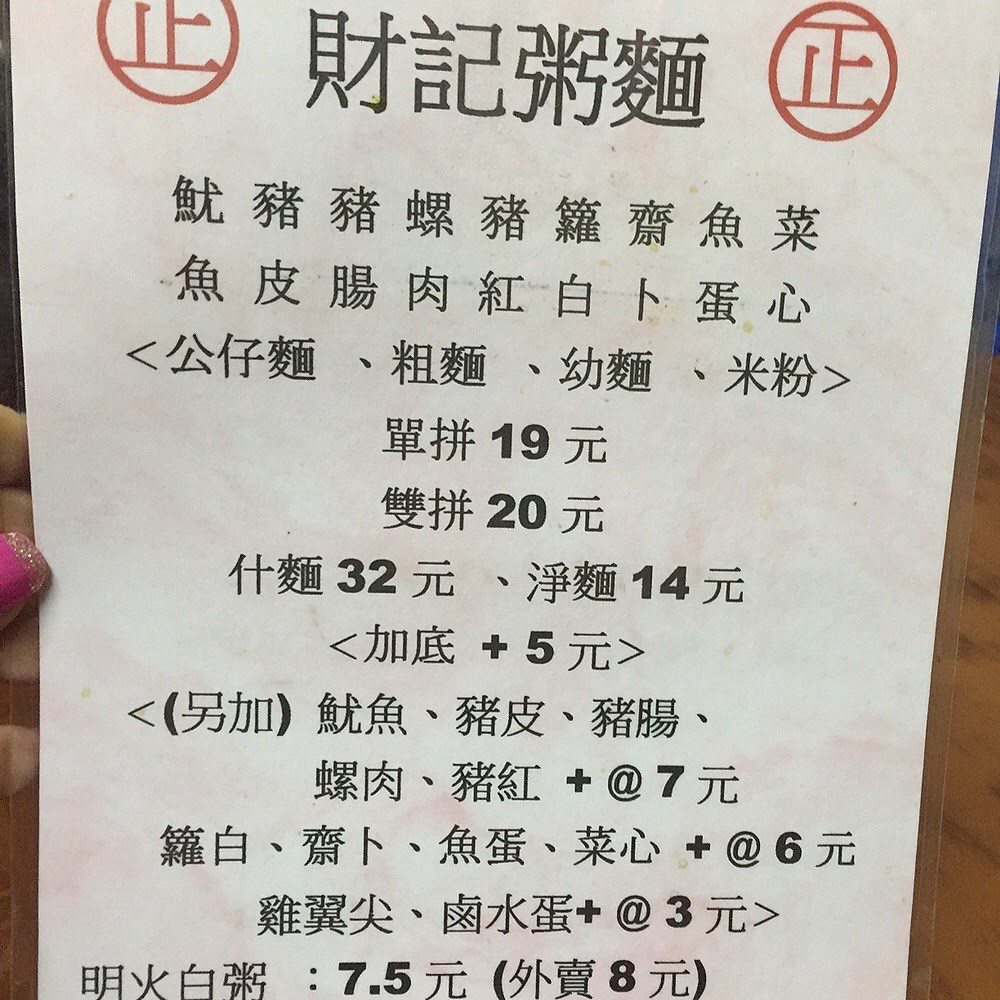 正 財記粥麵 正
魷 豬 豬 螺 豬 籮 齋 魚 菜
魚 皮 腸 肉 紅 白 卜 蛋 心
<公仔麵 、粗麵 、幼麵 、米粉>
單拼 19 元
雙拼 20 元
什麵 32 元 、淨麵 14 元
<加底 + 5 元>
<(另加) 魷魚、豬皮、豬腸、
螺肉、豬紅 + @ 7 元
籮白、齋卜、魚蛋、菜心 + @ 6 元
雞翼尖、鹵水蛋+ @ 3 元>
明火白粥 ：7.5 元 (外賣 8 元)